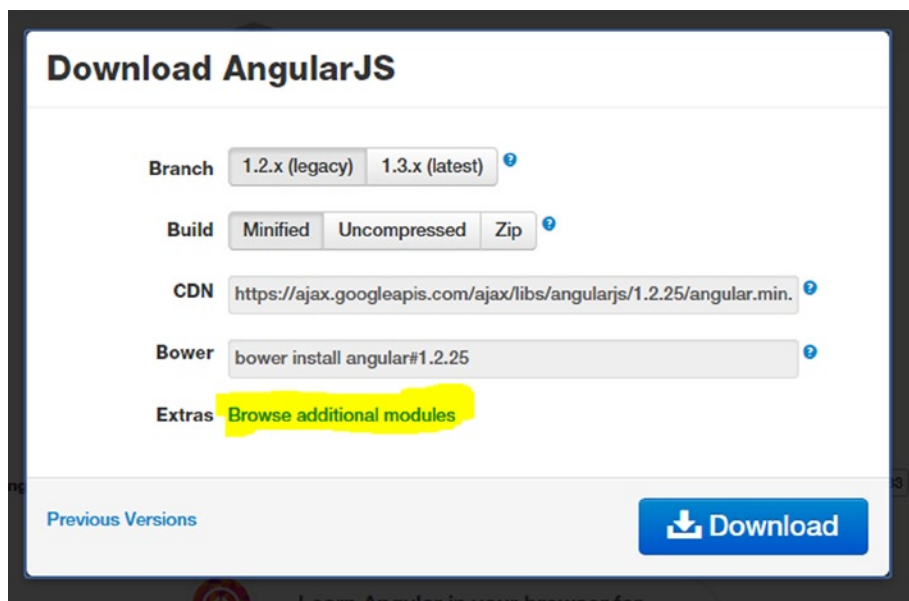 Download AngularJS
Branch 1.2.x (legacy) 1.3.x (latest) ?
Build Minified Uncompressed Zip ?
CDN https://ajax.googleapis.com/ajax/libs/angularjs/1.2.25/angular.min. ?
Bower bower install angular#1.2.25 ?
Extras Browse additional modules
Previous Versions
Download